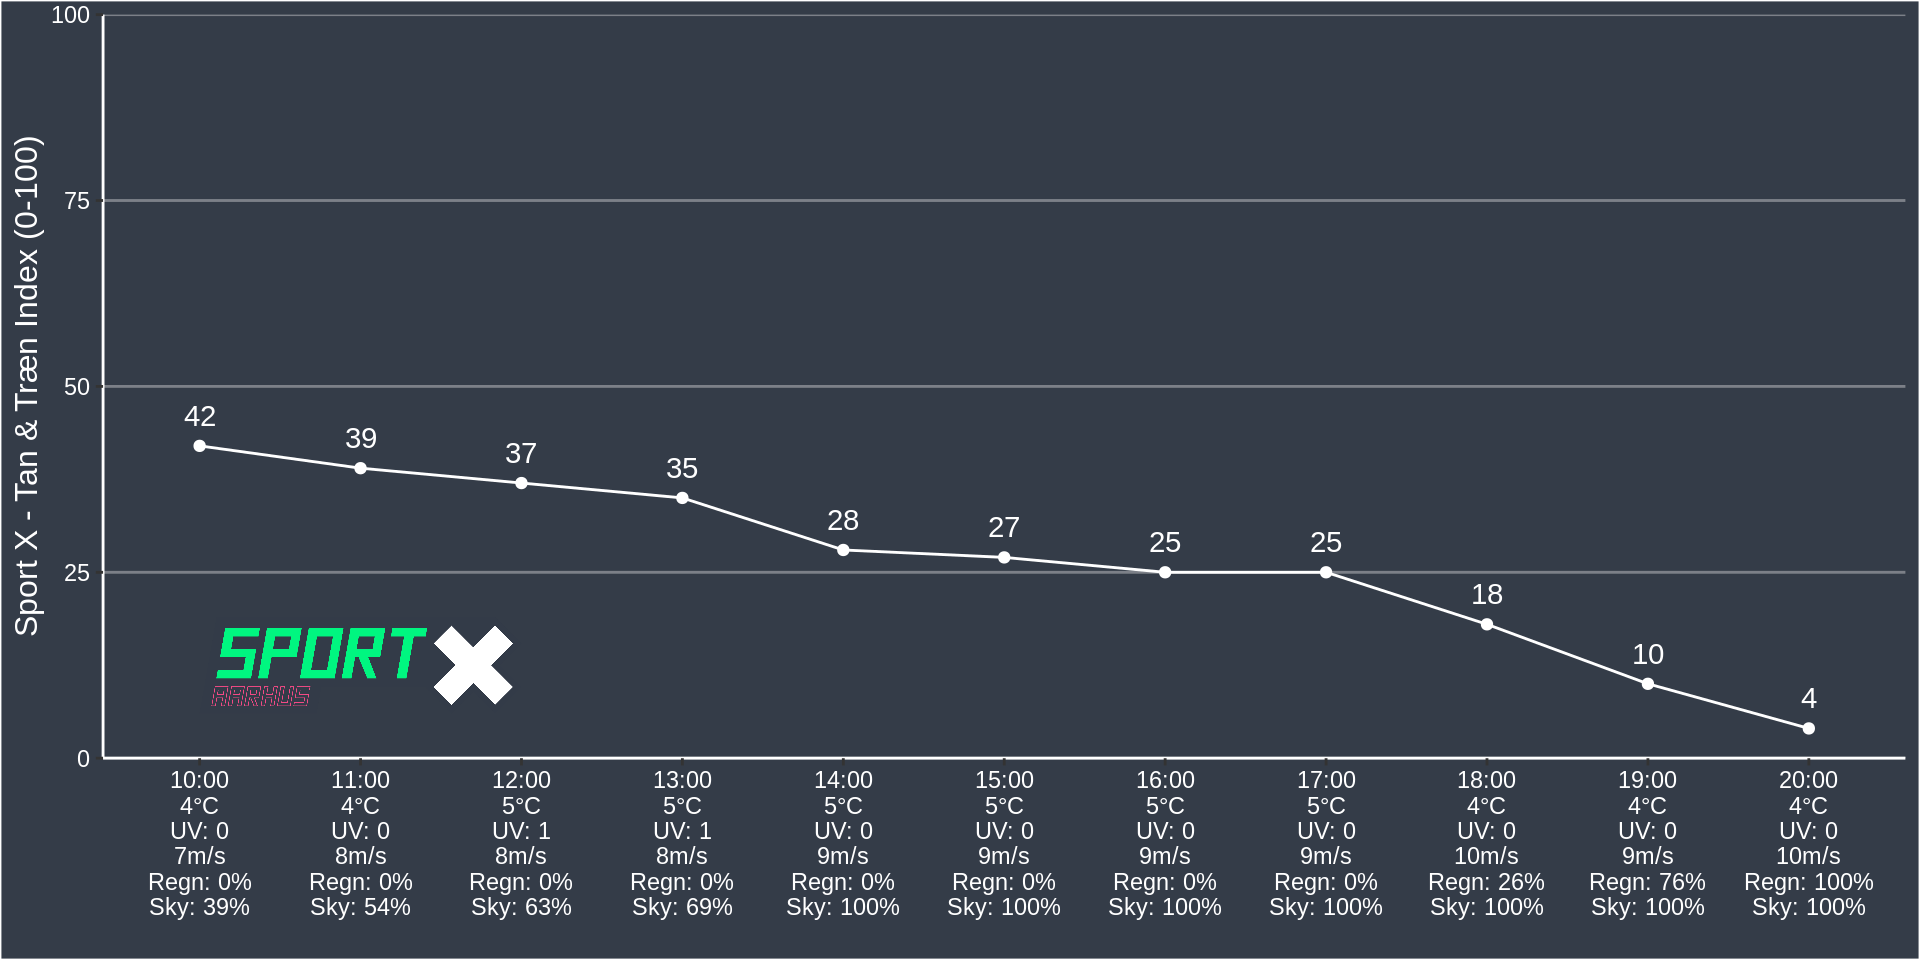 Sport X - Tan & Træn Index (0-100)
100
75
50
25
0
42
39
37
35
28
27
25
25
18
10
4
SPORT X
AARHUS
10:00 11:00 12:00 13:00 14:00 15:00 16:00 17:00 18:00 19:00 20:00
4°C 4°C 5°C 5°C 5°C 5°C 5°C 5°C 4°C 4°C 4°C
UV: 0 UV: 0 UV: 1 UV: 1 UV: 0 UV: 0 UV: 0 UV: 0 UV: 0 UV: 0 UV: 0
7m/s 8m/s 8m/s 8m/s 9m/s 9m/s 9m/s 9m/s 10m/s 9m/s 10m/s
Regn: 0% Regn: 0% Regn: 0% Regn: 0% Regn: 0% Regn: 0% Regn: 0% Regn: 0% Regn: 26% Regn: 76% Regn: 100%
Sky: 39% Sky: 54% Sky: 63% Sky: 69% Sky: 100% Sky: 100% Sky: 100% Sky: 100% Sky: 100% Sky: 100% Sky: 100%